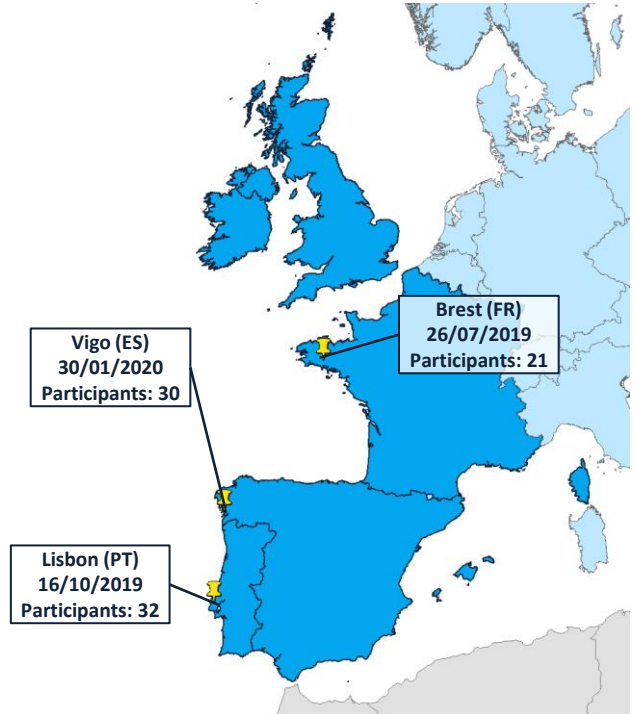 Brest (FR)
26/07/2019
Participants: 21
Vigo (ES)
30/01/2020
Participants: 30
Lisbon (PT)
16/10/2019
Participants: 32